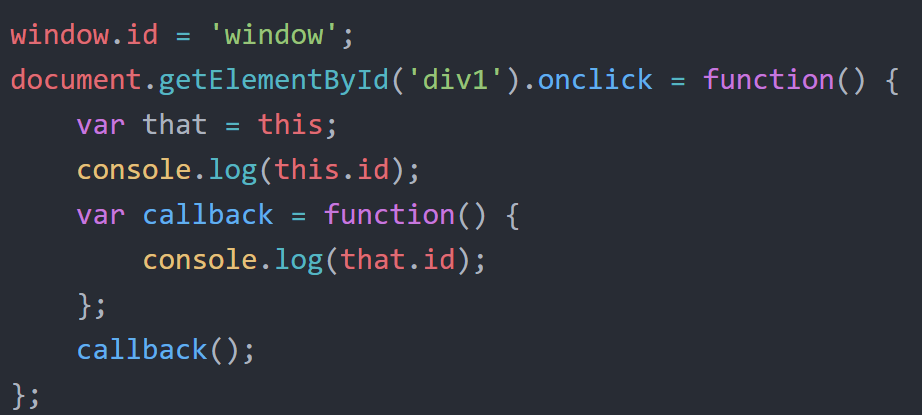 window.id = 'window';
document.getElementById('div1').onclick = function() {
    var that = this;
    console.log(this.id);
    var callback = function() {
        console.log(that.id);
    };
    callback();
};